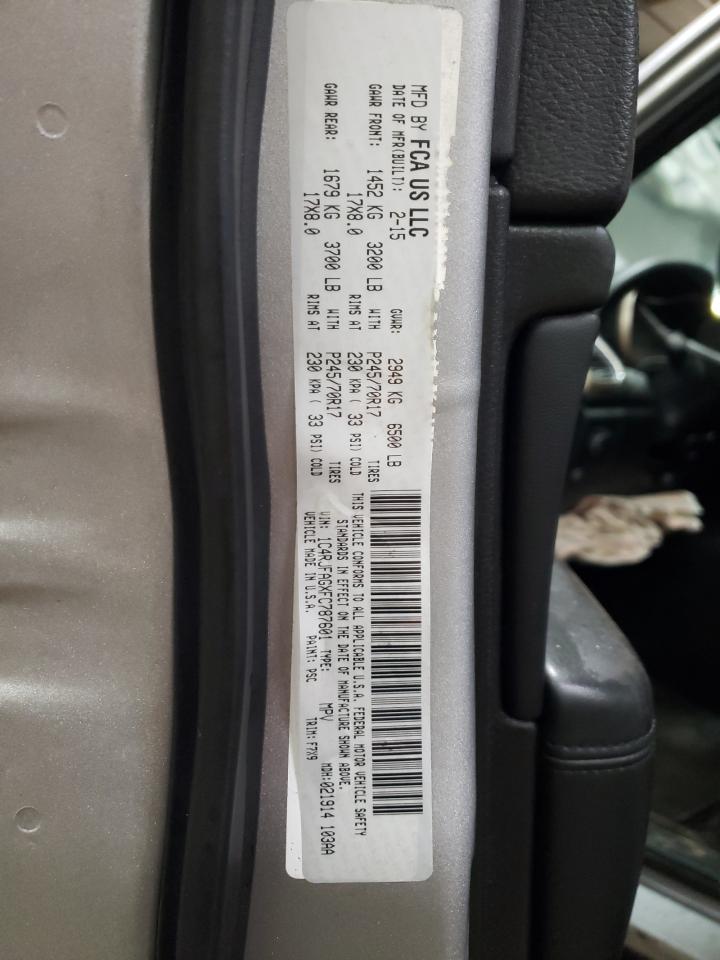 MFD BY FCA US LLC
DATE OF MFR(BUILT): 2-15 GVWR: 2949 KG 6500 LB
GAWR FRONT: 1452 KG 3200 LB WITH P245/70R17 TIRES
17X8.0 RIMS AT 230 KPA ( 33 PSI) COLD
GAWR REAR: 1679 KG 3700 LB WITH P245/70R17 TIRES
17X8.0 RIMS AT 230 KPA ( 33 PSI) COLD
THIS VEHICLE CONFORMS TO ALL APPLICABLE U.S.A. FEDERAL MOTOR VEHICLE SAFETY
STANDARDS IN EFFECT ON THE DATE OF MANUFACTURE SHOWN ABOVE.
VIN: 1C4RJFAGXFC787601 TYPE: MPV MDH:021914 103AA
VEHICLE MADE IN U.S.A. PAINT: PSC TRIM: F7X9